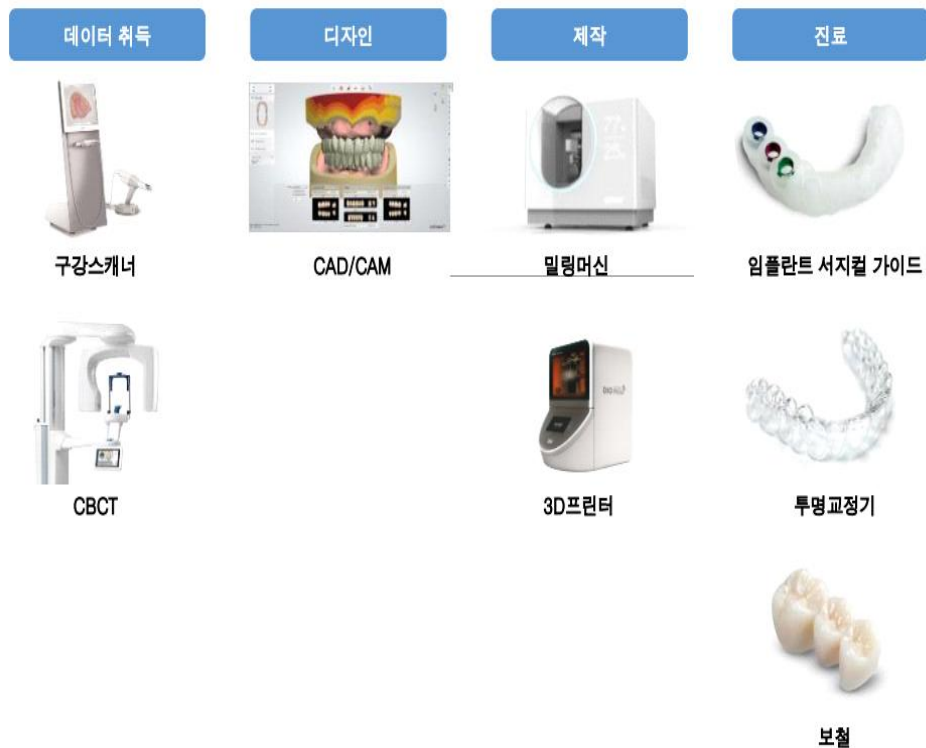 데이터 취득
디자인
제작
진료
구강스캐너
CAD/CAM
밀링머신
임플란트 서지컬 가이드
CBCT
3D프린터
투명교정기
보철